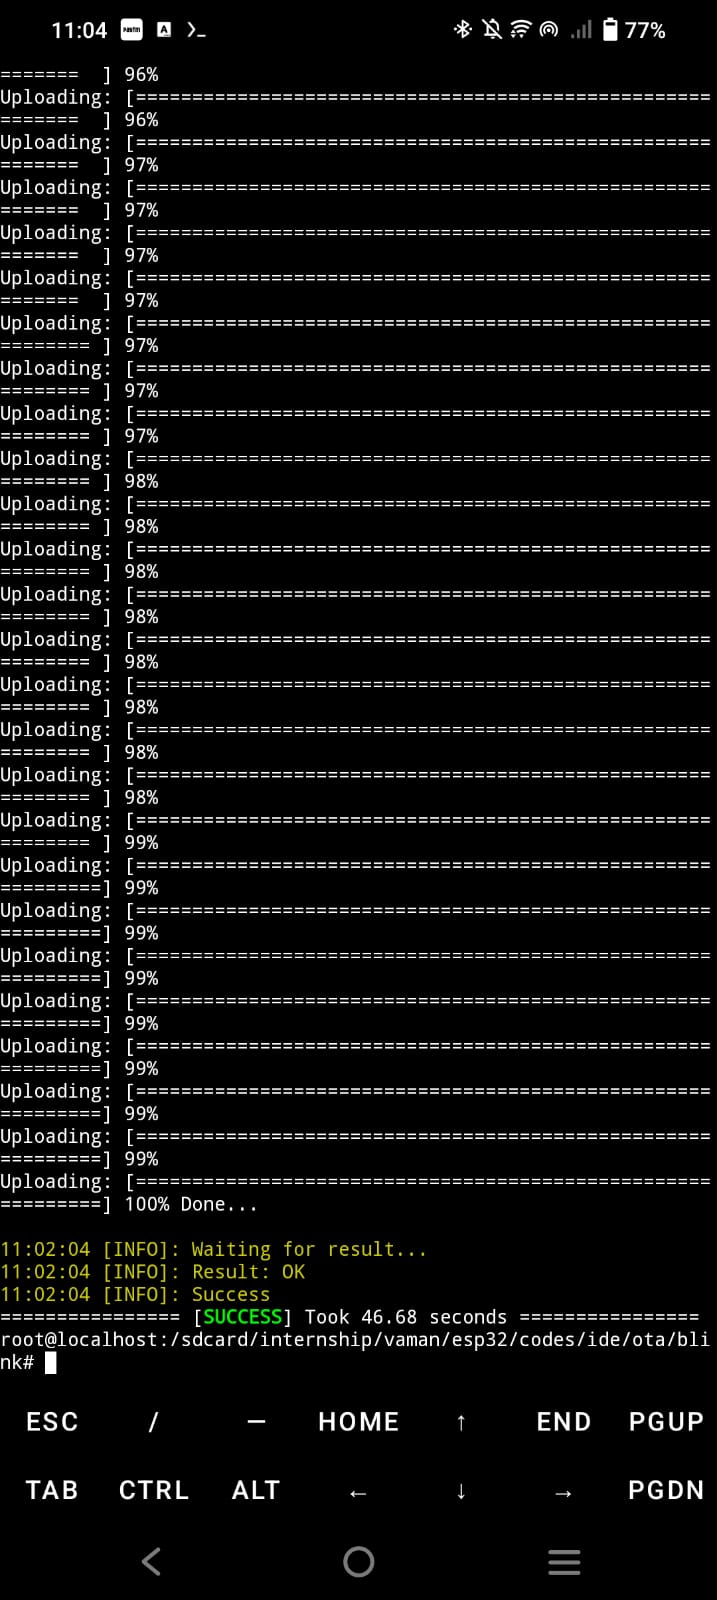 11:04 Paytm A >_ 77%
=======  ] 96%
Uploading: [===================================================
=======  ] 96%
Uploading: [===================================================
=======  ] 97%
Uploading: [===================================================
=======  ] 97%
Uploading: [===================================================
=======  ] 97%
Uploading: [===================================================
=======  ] 97%
Uploading: [===================================================
======== ] 97%
Uploading: [===================================================
======== ] 97%
Uploading: [===================================================
======== ] 97%
Uploading: [===================================================
======== ] 98%
Uploading: [===================================================
======== ] 98%
Uploading: [===================================================
======== ] 98%
Uploading: [===================================================
======== ] 98%
Uploading: [===================================================
======== ] 98%
Uploading: [===================================================
======== ] 98%
Uploading: [===================================================
======== ] 98%
Uploading: [===================================================
======== ] 98%
Uploading: [===================================================
======== ] 99%
Uploading: [===================================================
=========] 99%
Uploading: [===================================================
=========] 99%
Uploading: [===================================================
=========] 99%
Uploading: [===================================================
=========] 99%
Uploading: [===================================================
=========] 99%
Uploading: [===================================================
=========] 99%
Uploading: [===================================================
=========] 99%
Uploading: [===================================================
=========] 100% Done...
11:02:04 [INFO]: Waiting for result...
11:02:04 [INFO]: Result: OK
11:02:04 [INFO]: Success
================ [SUCCESS] Took 46.68 seconds ================
root@localhost:/sdcard/internship/vaman/esp32/codes/ide/ota/bli
nk#
ESC / — HOME ↑ END PGUP
TAB CTRL ALT ← ↓ → PGDN